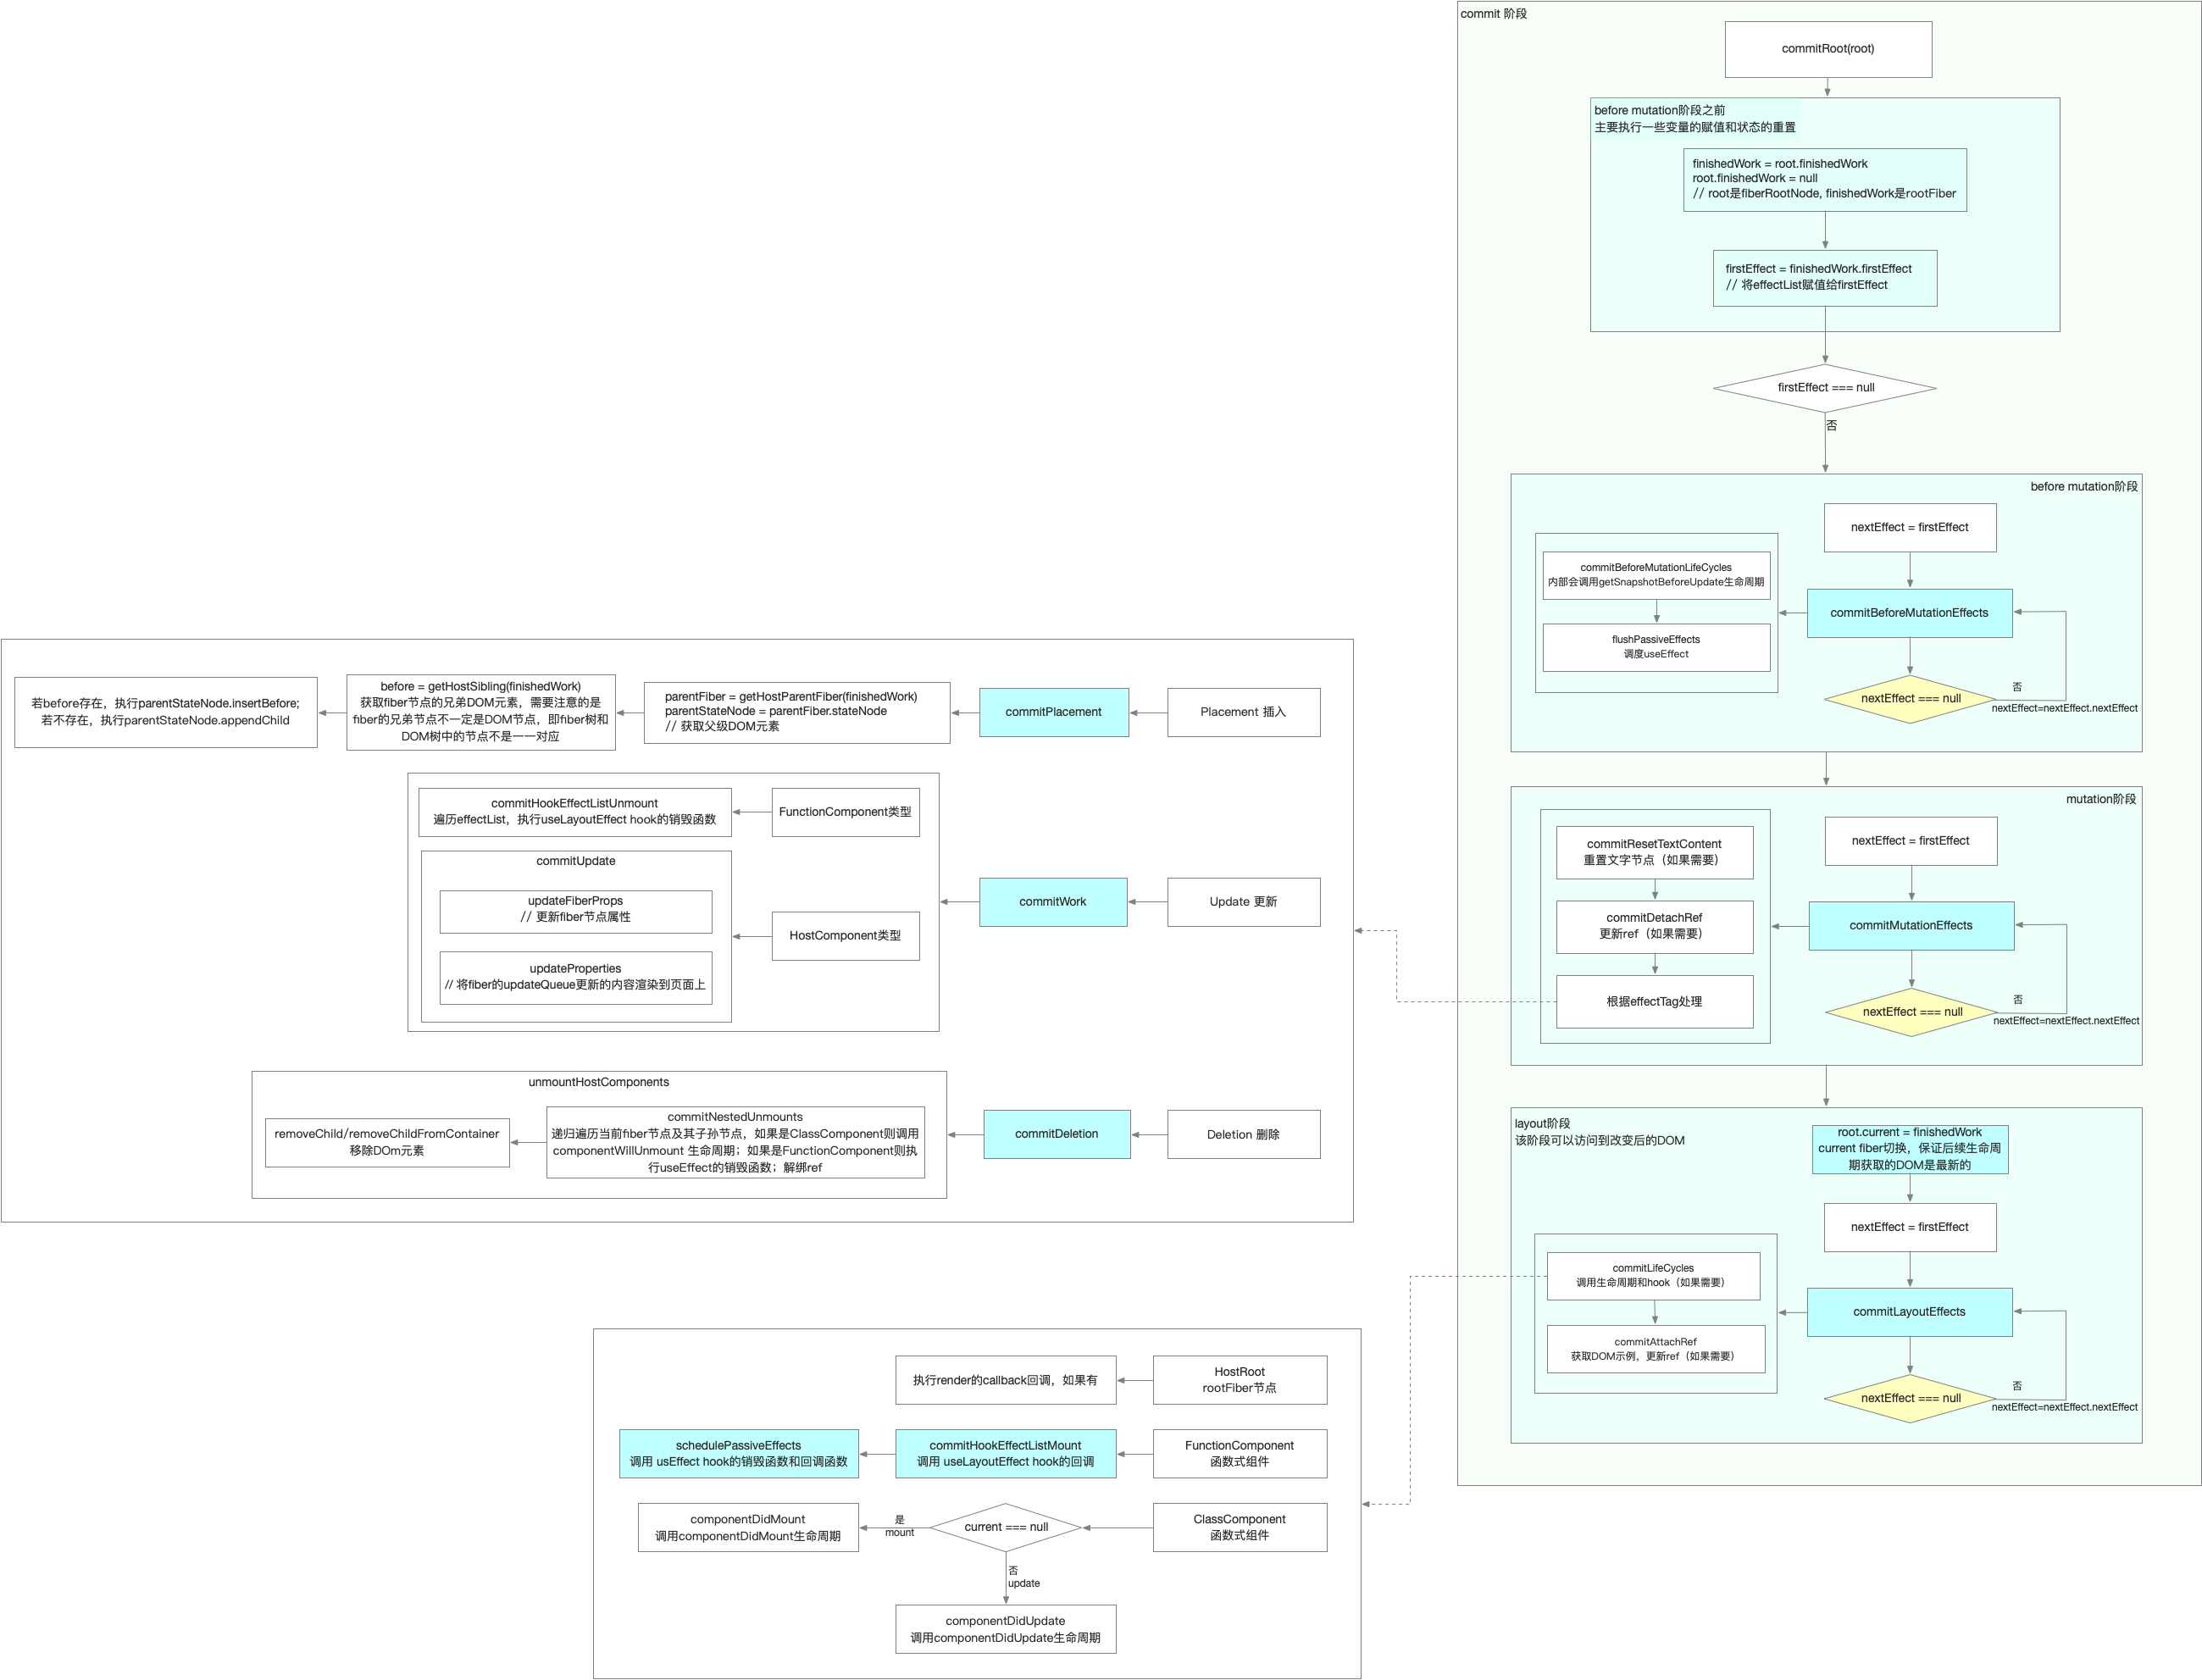 commit 阶段
commitRoot(root)
before mutation阶段之前
主要执行一些变量的赋值和状态的重置
finishedWork = root.finishedWork
root.finishedWork = null
// root是fiberRootNode, finishedWork是rootFiber
firstEffect = finishedWork.firstEffect
// 将effectList赋值给firstEffect
firstEffect === null
否
before mutation阶段
nextEffect = firstEffect
commitBeforeMutationLifeCycles
内部会调用getSnapshotBeforeUpdate生命周期
commitBeforeMutationEffects
flushPassiveEffects
调度useEffect
nextEffect === null
否
nextEffect=nextEffect.nextEffect
mutation阶段
nextEffect = firstEffect
commitResetTextContent
重置文字节点（如果需要）
commitDetachRef
更新ref（如果需要）
commitMutationEffects
根据effectTag处理
nextEffect === null
否
nextEffect=nextEffect.nextEffect
layout阶段
该阶段可以访问到改变后的DOM
root.current = finishedWork
current fiber切换，保证后续生命周
期获取的DOM是最新的
nextEffect = firstEffect
commitLifeCycles
调用生命周期和hook（如果需要）
commitLayoutEffects
commitAttachRef
获取DOM示例，更新ref（如果需要）
nextEffect === null
否
nextEffect=nextEffect.nextEffect
Placement 插入
commitPlacement
parentFiber = getHostParentFiber(finishedWork)
parentStateNode = parentFiber.stateNode
// 获取父级DOM元素
before = getHostSibling(finishedWork)
获取fiber节点的兄弟DOM元素，需要注意的是
fiber的兄弟节点不一定是DOM节点，即fiber树和
DOM树中的节点不是一一对应
若before存在，执行parentStateNode.insertBefore;
若不存在，执行parentStateNode.appendChild
Update 更新
commitWork
FunctionComponent类型
commitHookEffectListUnmount
遍历effectList，执行useLayoutEffect hook的销毁函数
HostComponent类型
commitUpdate
updateFiberProps
// 更新fiber节点属性
updateProperties
// 将fiber的updateQueue更新的内容渲染到页面上
Deletion 删除
commitDeletion
unmountHostComponents
commitNestedUnmounts
递归遍历当前fiber节点及其子孙节点，如果是ClassComponent则调用
componentWillUnmount 生命周期；如果是FunctionComponent则执
行useEffect的销毁函数；解绑ref
removeChild/removeChildFromContainer
移除DOm元素
HostRoot
rootFiber节点
执行render的callback回调，如果有
FunctionComponent
函数式组件
commitHookEffectListMount
调用 useLayoutEffect hook的回调
schedulePassiveEffects
调用 usEffect hook的销毁函数和回调函数
ClassComponent
函数式组件
current === null
是
mount
componentDidMount
调用componentDidMount生命周期
否
update
componentDidUpdate
调用componentDidUpdate生命周期